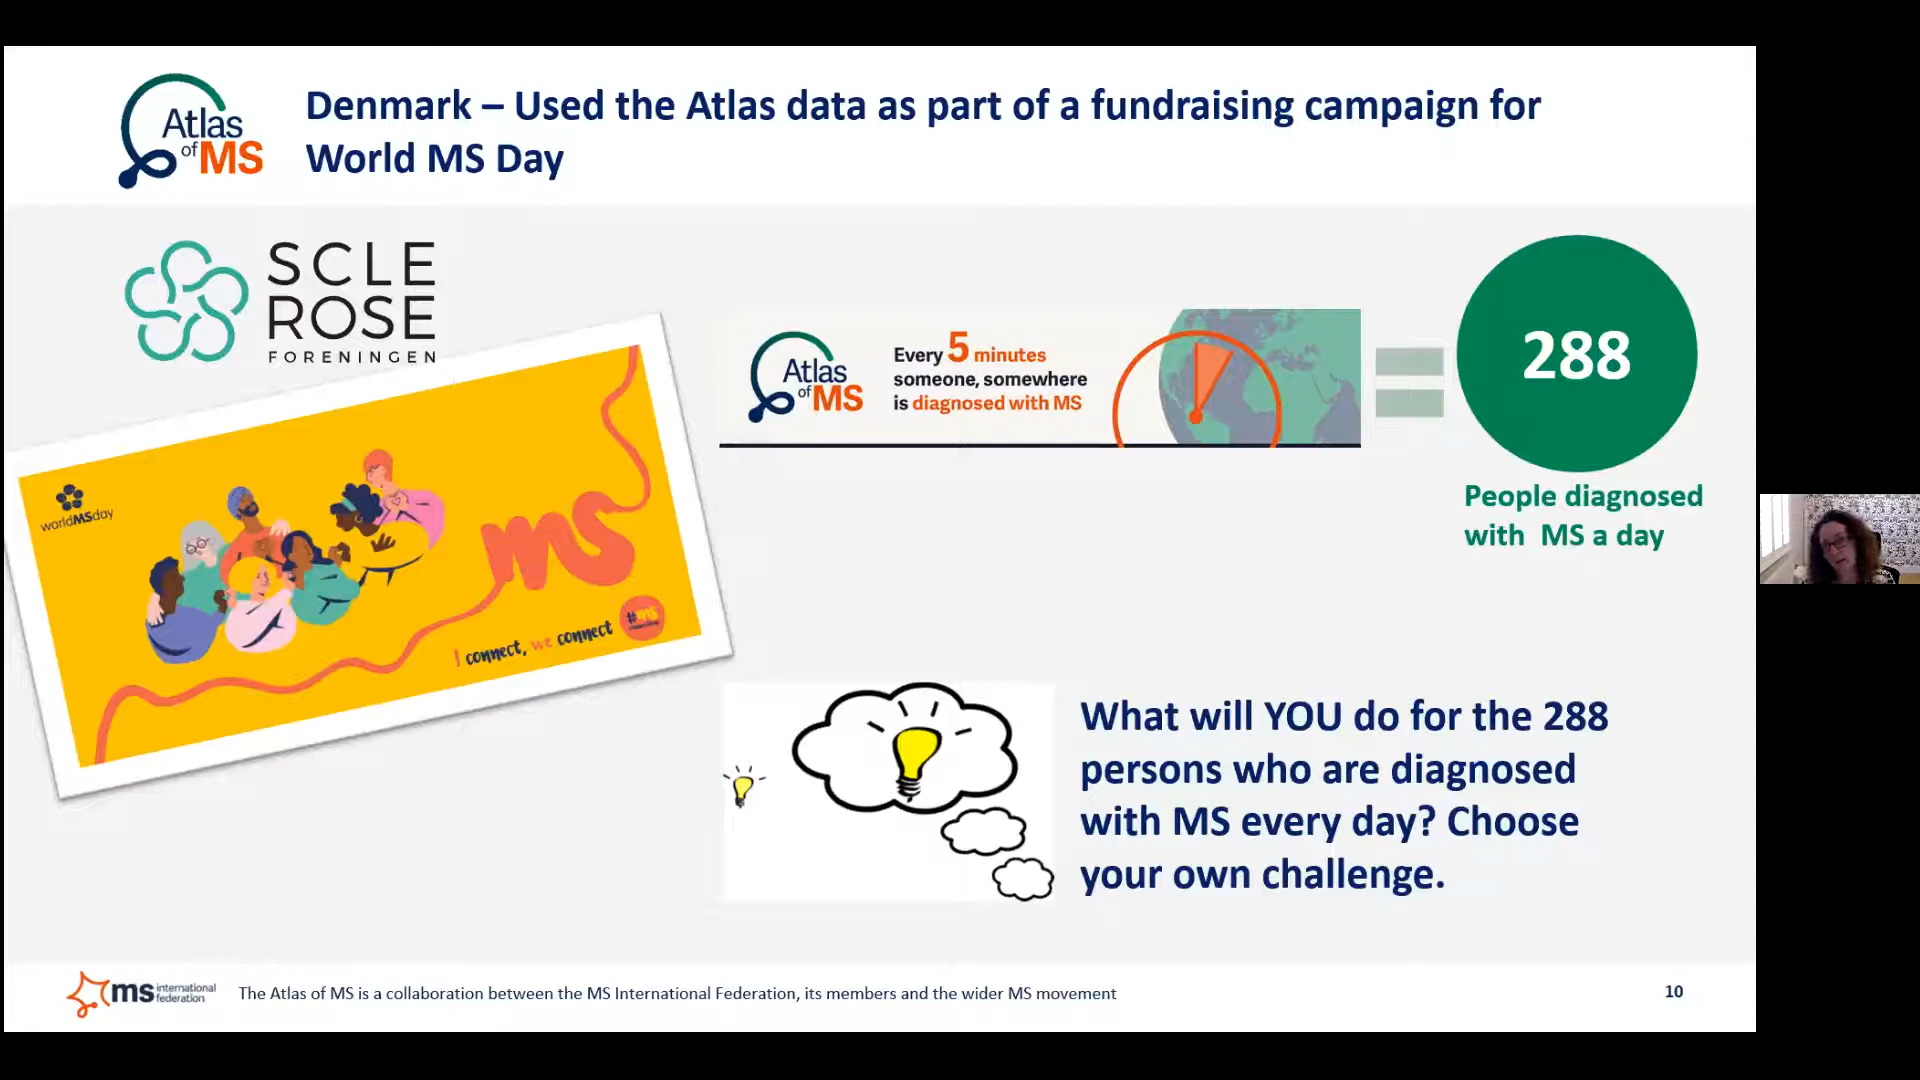 Atlas
of MS
Denmark – Used the Atlas data as part of a fundraising campaign for
World MS Day
SCLE
ROSE
FORENINGEN
worldMSday
ms
I connect, we connect
#ms
Atlas
of MS
Every 5 minutes
someone, somewhere
is diagnosed with MS
288
People diagnosed
with MS a day
What will YOU do for the 288
persons who are diagnosed
with MS every day? Choose
your own challenge.
ms international
federation
The Atlas of MS is a collaboration between the MS International Federation, its members and the wider MS movement
10